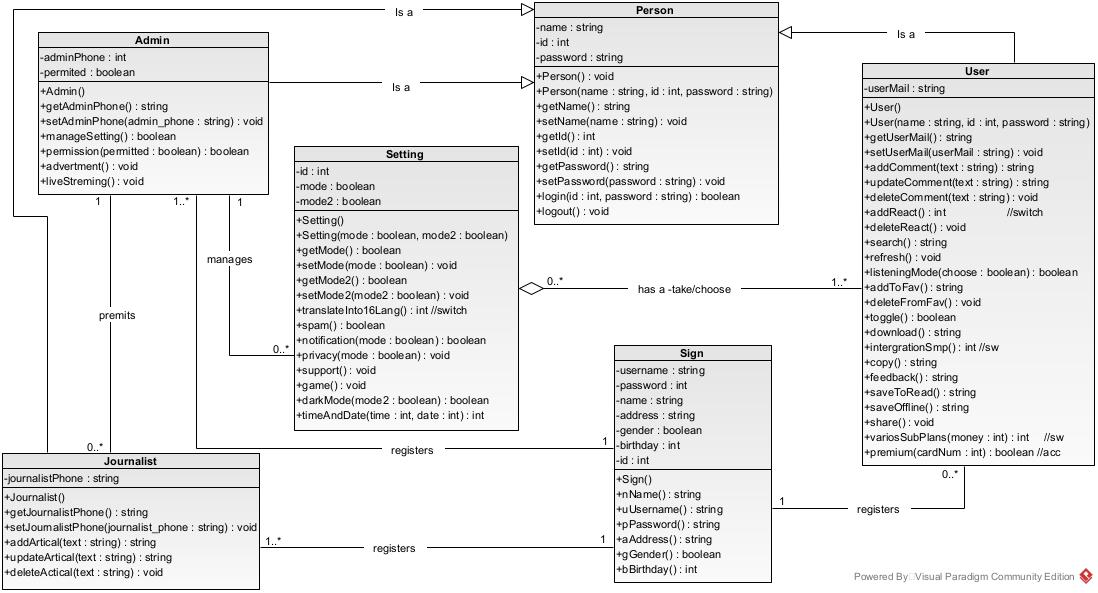 Is a
Person
-name : string
-id : int
-password : string
+Person() : void
+Person(name : string, id : int, password : string)
+getName() : string
+setName(name : string) : void
+getId() : int
+setId(id : int) : void
+getPassword() : string
+setPassword(password : string) : void
+login(id : int, password : string) : boolean
+logout() : void
Is a
Is a
Admin
-adminPhone : int
-permited : boolean
+Admin()
+getAdminPhone() : string
+setAdminPhone(admin_phone : string) : void
+manageSetting() : boolean
+permission(permitted : boolean) : boolean
+advertment() : void
+liveStreming() : void
User
-userMail : string
+User()
+User(name : string, id : int, password : string)
+getUserMail() : string
+setUserMail(userMail : string) : void
+addComment(text : string) : string
+updateComment(text : string) : string
+deleteComment(text : string) : void
+addReact() : int //switch
+deleteReact() : void
+search() : string
+refresh() : void
+listeningMode(choose : boolean) : boolean
+addToFav() : string
+deleteFromFav() : void
+toggle() : boolean
+download() : string
+intergrationSmp() : int //sw
+copy() : string
+feedback() : string
+saveToRead() : string
+saveOffline() : string
+share() : void
+variosSubPlans(money : int) : int //sw
+premium(cardNum : int) : boolean //acc
Setting
-id : int
-mode : boolean
-mode2 : boolean
+Setting()
+Setting(mode : boolean, mode2 : boolean)
+getMode() : boolean
+setMode(mode : boolean) : void
+getMode2() : boolean
+setMode2(mode2 : boolean) : void
+translateInto16Lang() : int //switch
+spam() : boolean
+notification(mode : boolean) : boolean
+privacy(mode : boolean) : void
+support() : void
+game() : void
+darkMode(mode2 : boolean) : boolean
+timeAndDate(time : int, date : int) : int
1
1..*
1
manages
premits
0..*
0..*
0..*
has a -take/choose
1..*
Sign
-username : string
-password : int
-name : string
-address : string
-gender : boolean
-birthday : int
-id : int
+Sign()
+nName() : string
+uUsername() : string
+pPassword() : string
+aAddress() : string
+gGender() : boolean
+bBirthday() : int
registers
1
Journalist
-journalistPhone : string
+Journalist()
+getJournalistPhone() : string
+setJournalistPhone(journalist_phone : string) : void
+addArtical(text : string) : string
+updateArtical(text : string) : string
+deleteActical(text : string) : void
1..*
registers
1
1
registers
0..*
Powered By Visual Paradigm Community Edition